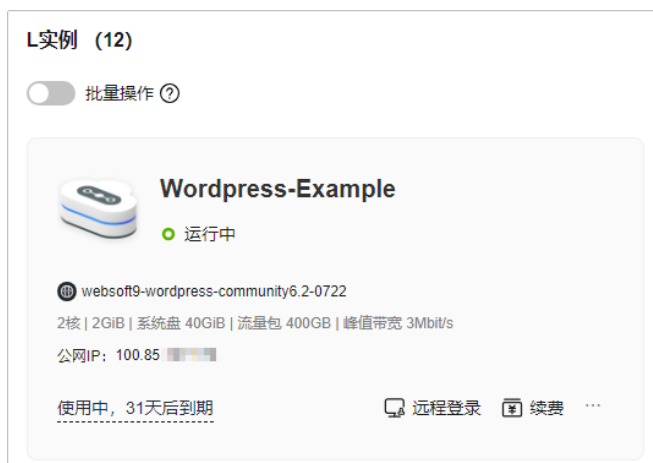 L实例 (12)
批量操作 ?
Wordpress-Example
运行中
websoft9-wordpress-community6.2-0722
2核 | 2GiB | 系统盘 40GiB | 流量包 400GB | 峰值带宽 3Mbit/s
公网IP：100.85
使用中，31天后到期 远程登录 续费 ···